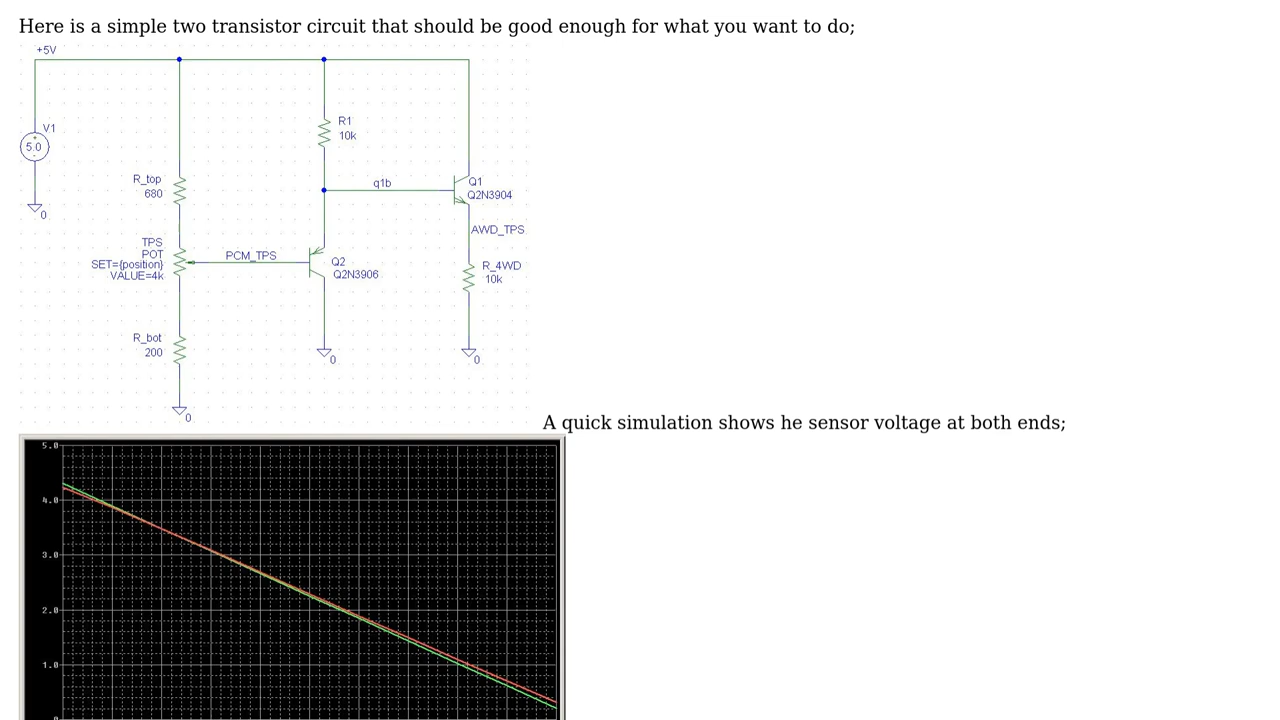 Here is a simple two transistor circuit that should be good enough for what you want to do;
+5V
V1
5.0
0
R_top
680
TPS
POT
SET={position}
VALUE=4k
R_bot
200
0
PCM_TPS
R1
10k
q1b
Q2
Q2N3906
0
Q1
Q2N3904
AWD_TPS
R_4WD
10k
0
A quick simulation shows he sensor voltage at both ends;
5.0
4.0
3.0
2.0
1.0